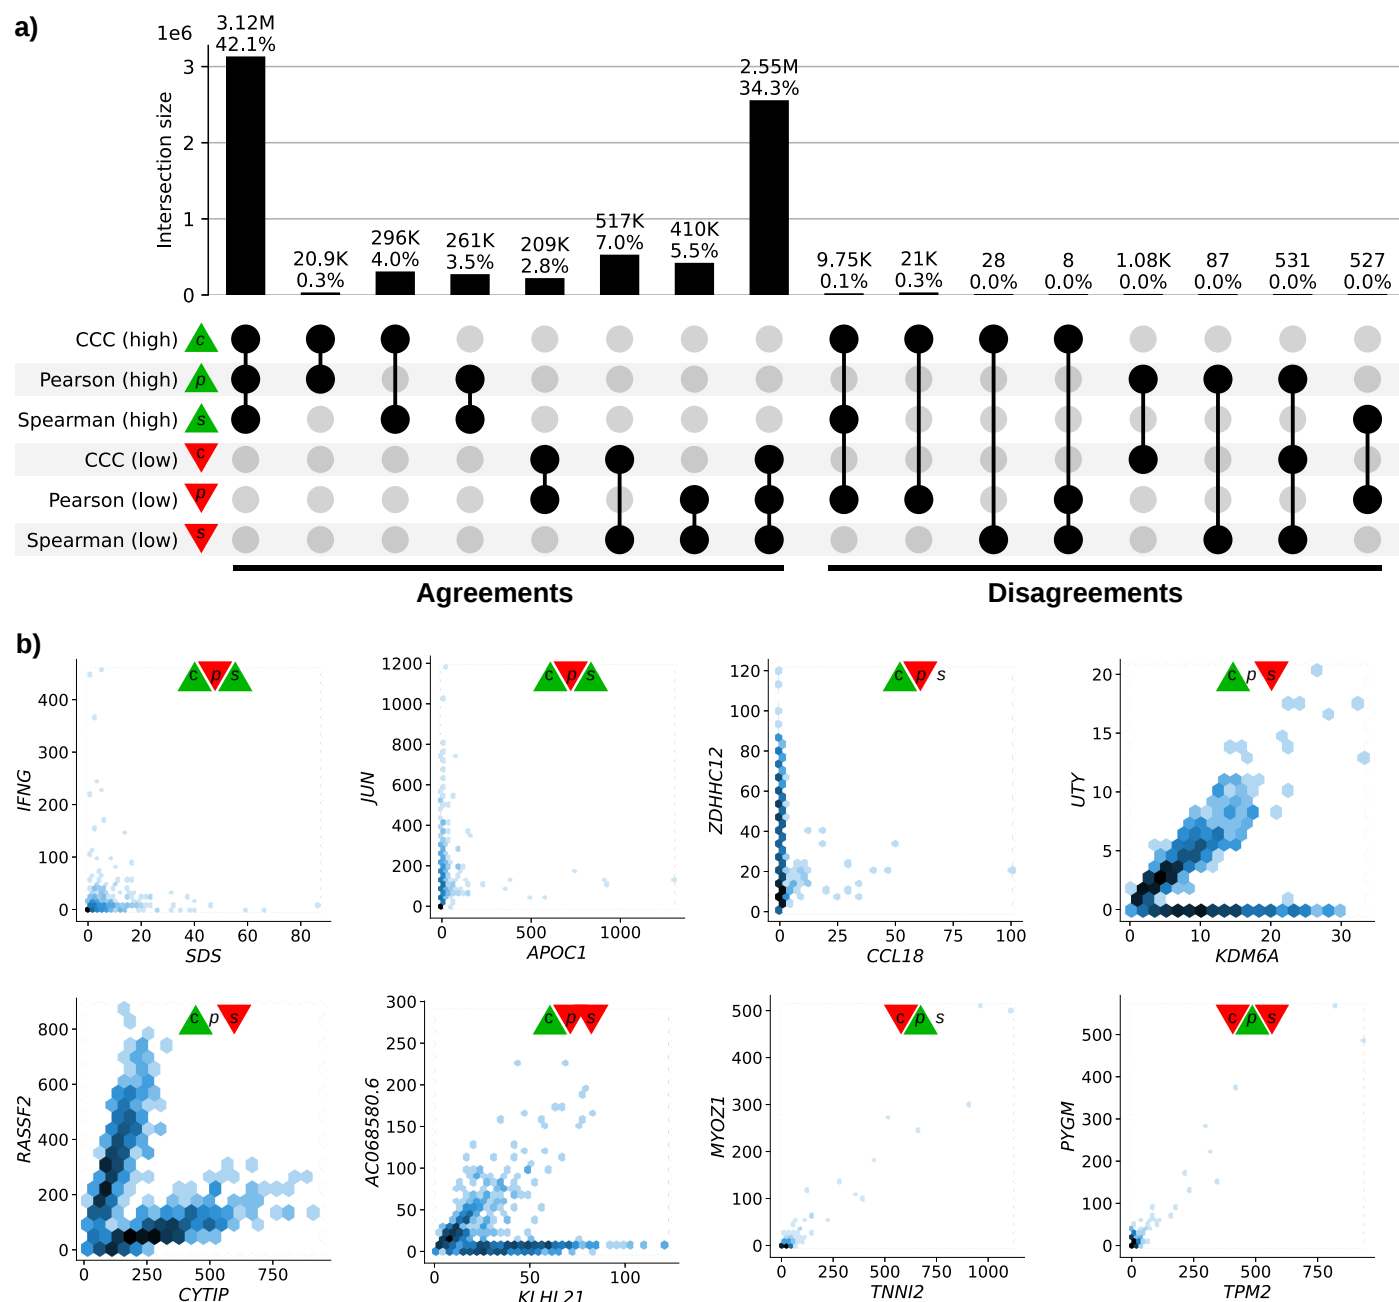 a)
1e6
Intersection size
3
2
1
0
3.12M
42.1%
20.9K
0.3%
296K
4.0%
261K
3.5%
209K
2.8%
517K
7.0%
410K
5.5%
2.55M
34.3%
9.75K
0.1%
21K
0.3%
28
0.0%
8
0.0%
1.08K
0.0%
87
0.0%
531
0.0%
527
0.0%
CCC (high) c
Pearson (high) p
Spearman (high) s
CCC (low) c
Pearson (low) p
Spearman (low) s
Agreements
Disagreements
b)
c p s
IFNG
400
300
200
100
0
0 20 40 60 80
SDS
c p s
JUN
1200
1000
800
600
400
200
0
0 500 1000
APOC1
c p s
ZDHHC12
120
100
80
60
40
20
0
0 25 50 75 100
CCL18
c p s
UTY
20
15
10
5
0
0 10 20 30
KDM6A
c p s
RASSF2
800
600
400
200
0
0 250 500 750
CYTIP
c p s
AC068580.6
300
250
200
150
100
50
0
0 50 100
KLHL21
c p s
MYOZ1
500
400
300
200
100
0
0 250 500 750 1000
TNNI2
c p s
PYGM
500
400
300
200
100
0
0 250 500 750
TPM2